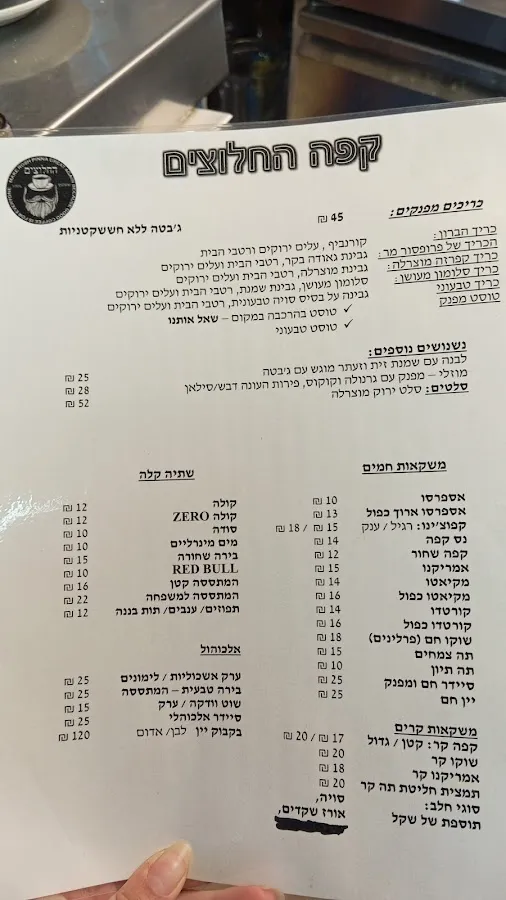 קפה החלוצים
החלוצים
כריכים מפנקים:
45 ₪
ג'בטה ללא חששקטניות
כריך הברון: קורנביף, עלים ירוקים ורטבי הבית
הכריך של פרופסור מר: גבינת גאודה בקר, רטבי הבית ועלים ירוקים
כריך קפרזה מוצרלה: גבינת מוצרלה, רטבי הבית ועלים ירוקים
כריך סלומון מעושן: סלומון מעושן, גבינת שמנת, רטבי הבית ועלים ירוקים
כריך טבעוני גבינה על בסיס סויה טבעונית, רטבי הבית ועלים ירוקים
טוסט מפנק ✓ טוסט בהרכבה במקום – שאל אותנו
✓ טוסט טבעוני
נשנושים נוספים:
לבנה עם שמנת זית וזעתר מוגש עם ג'בטה 25 ₪
מוזלי – מפנק עם גרנולה וקוקוס, פירות העונה דבש/סילאן 28 ₪
סלטים: סלט ירוק מוצרלה 52 ₪
משקאות חמים
אספרסו 10 ₪
אספרסו ארוך כפול 13 ₪
קפוצ'ינו: רגיל / ענק 15 ₪ / 18 ₪
נס קפה 14 ₪
קפה שחור 12 ₪
אמריקנו 15 ₪
מקיאטו 14 ₪
מקיאטו כפול 16 ₪
קורטדו 14 ₪
קורטדו כפול 16 ₪
שוקו חם (פרלינים) 18 ₪
תה צמחים 15 ₪
תה תיון 10 ₪
סיידר חם ומפנק 25 ₪
יין חם 25 ₪
משקאות קרים
קפה קר: קטן / גדול 17 ₪ / 20 ₪
שוקו קר 20 ₪
אמריקנו קר 18 ₪
תמצית חליטת תה קר 20 ₪
סוגי חלב: סויה,
תוספת של שקל אורז שקדים,
שתיה קלה
קולה 12 ₪
קולה ZERO 12 ₪
סודה 10 ₪
מים מינרליים 10 ₪
בירה שחורה 15 ₪
RED BULL 10 ₪
המתססה קטן 16 ₪
המתססה למשפחה 22 ₪
תפוזים/ ענבים/ תות בננה 12 ₪
אלכוהול
ערק אשכוליות / לימונים 25 ₪
בירה טבעית – המתססה 25 ₪
שוט וודקה / ערק 15 ₪
סיידר אלכוהולי 25 ₪
בקבוק יין לבן/ אדום 120 ₪